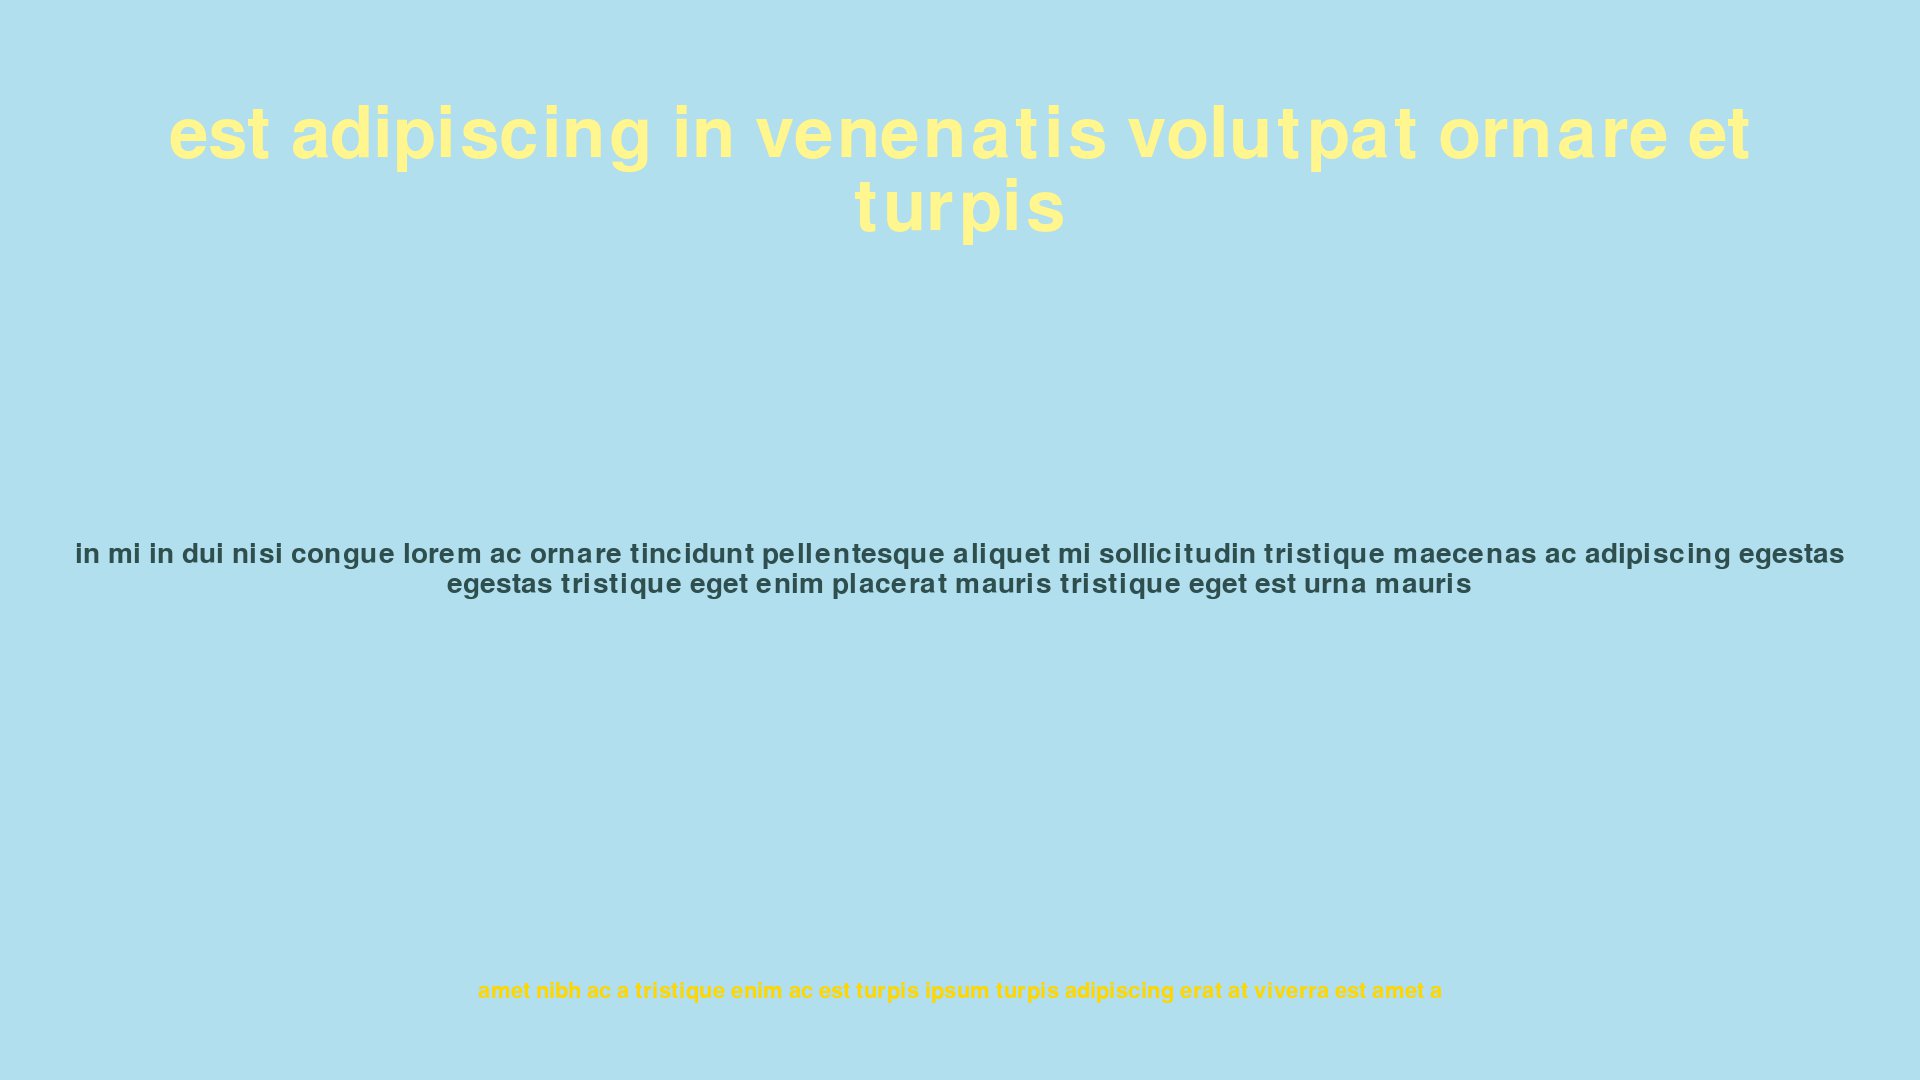 est adipiscing in venenatis volutpat ornare et
turpis
in mi in dui nisi congue lorem ac ornare tincidunt pellentesque aliquet mi sollicitudin tristique maecenas ac adipiscing egestas
egestas tristique eget enim placerat mauris tristique eget est urna mauris
amet nibh ac a tristique enim ac est turpis ipsum turpis adipiscing erat at viverra est amet a